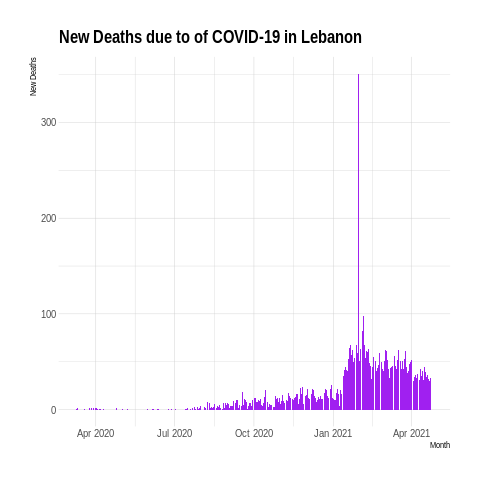 New Deaths due to of COVID-19 in Lebanon
New Deaths
300
200
100
0
Apr 2020 Jul 2020 Oct 2020 Jan 2021 Apr 2021
Month